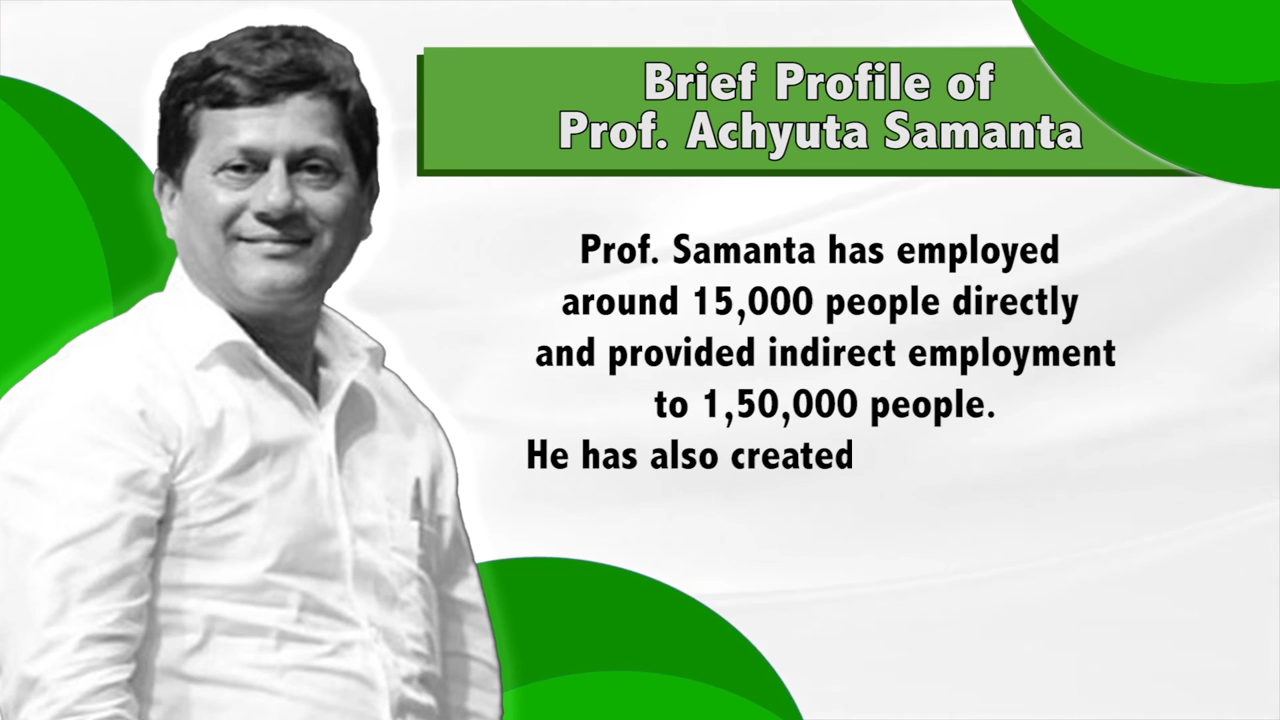 Brief Profile of
Prof. Achyuta Samanta
Prof. Samanta has employed
around 15,000 people directly
and provided indirect employment
to 1,50,000 people.
He has also created